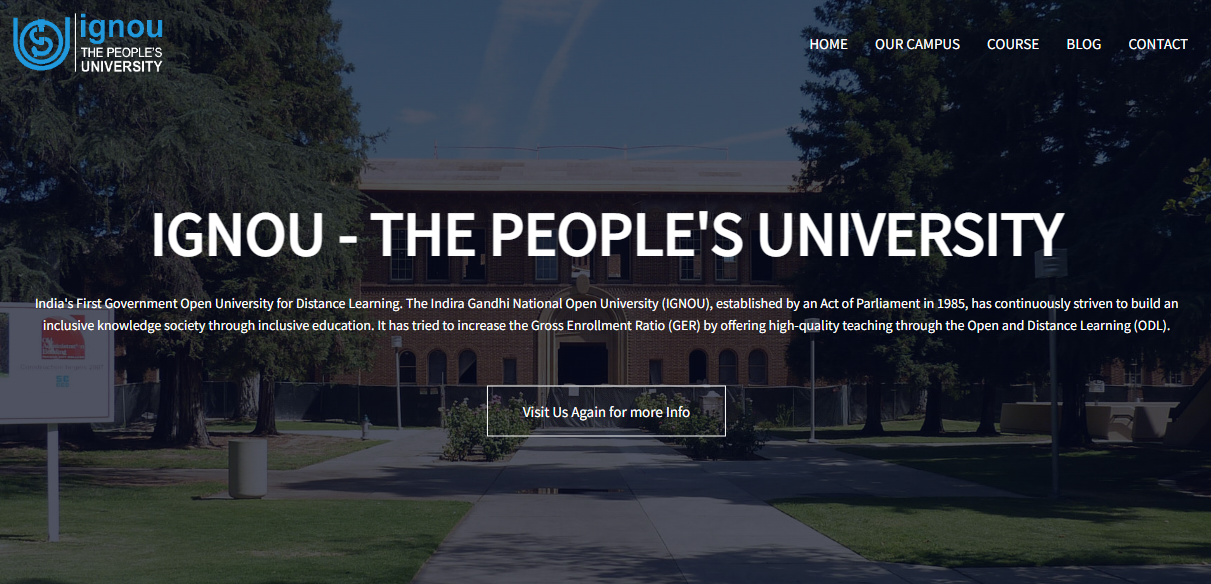 ignou
THE PEOPLE'S
UNIVERSITY
HOME OUR CAMPUS COURSE BLOG CONTACT
IGNOU - THE PEOPLE'S UNIVERSITY
India's First Government Open University for Distance Learning. The Indira Gandhi National Open University (IGNOU), established by an Act of Parliament in 1985, has continuously striven to build an
inclusive knowledge society through inclusive education. It has tried to increase the Gross Enrollment Ratio (GER) by offering high-quality teaching through the Open and Distance Learning (ODL).
Visit Us Again for more Info